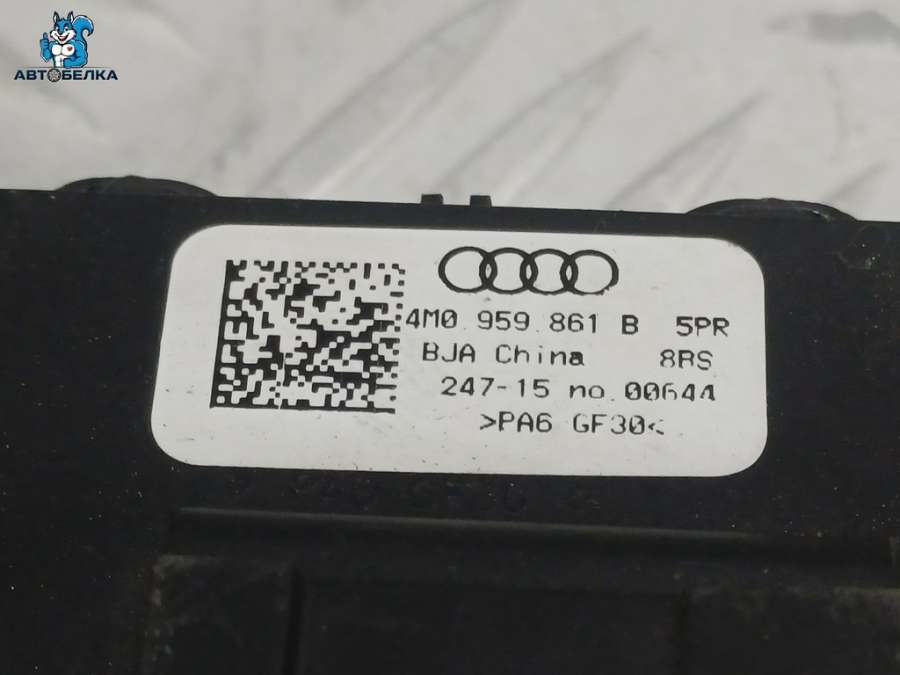 АВТОБЕЛКА
4M0.959.861 B 5PR
BJA China 8RS
247-15 no.00644
>PA6 GF30<